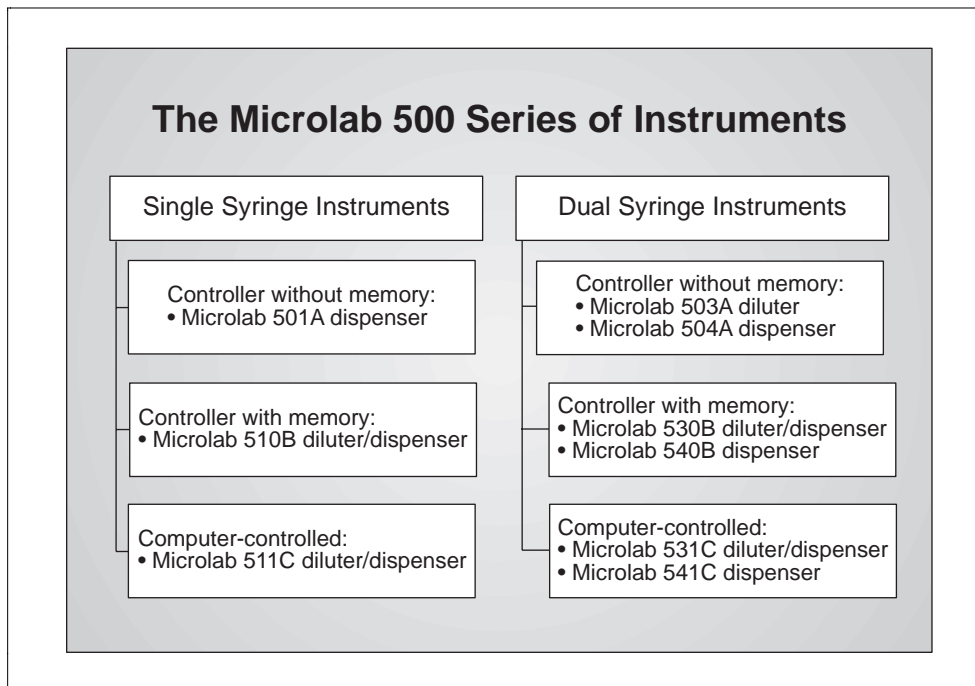 The Microlab 500 Series of Instruments
Single Syringe Instruments
Controller without memory:
• Microlab 501A dispenser
Controller with memory:
• Microlab 510B diluter/dispenser
Computer-controlled:
• Microlab 511C diluter/dispenser
Dual Syringe Instruments
Controller without memory:
• Microlab 503A diluter
• Microlab 504A dispenser
Controller with memory:
• Microlab 530B diluter/dispenser
• Microlab 540B dispenser
Computer-controlled:
• Microlab 531C diluter/dispenser
• Microlab 541C dispenser